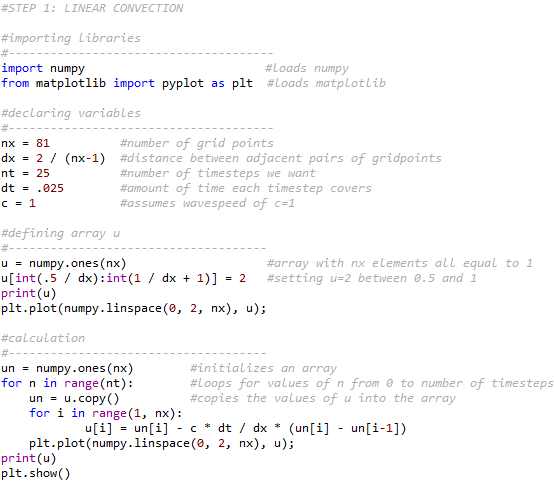 #STEP 1: LINEAR CONVECTION
#importing libraries
#--------------------------------------
import numpy #loads numpy
from matplotlib import pyplot as plt #loads matplotlib
#declaring variables
#--------------------------------------
nx = 81 #number of grid points
dx = 2 / (nx-1) #distance between adjacent pairs of gridpoints
nt = 25 #number of timesteps we want
dt = .025 #amount of time each timestep covers
c = 1 #assumes wavespeed of c=1
#defining array u
#-------------------------------------
u = numpy.ones(nx) #array with nx elements all equal to 1
u[int(.5 / dx):int(1 / dx + 1)] = 2 #setting u=2 between 0.5 and 1
print(u)
plt.plot(numpy.linspace(0, 2, nx), u);
#calculation
#-------------------------------------
un = numpy.ones(nx) #initializes an array
for n in range(nt): #loops for values of n from 0 to number of timesteps
    un = u.copy() #copies the values of u into the array
    for i in range(1, nx):
            u[i] = un[i] - c * dt / dx * (un[i] - un[i-1])
    plt.plot(numpy.linspace(0, 2, nx), u);
print(u)
plt.show()